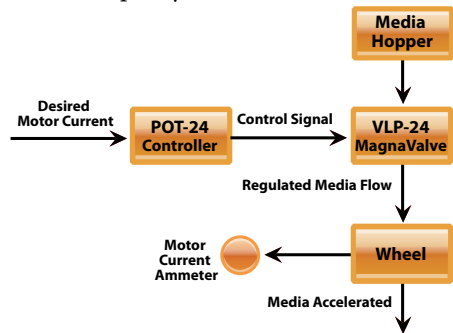 Media
Hopper
Desired
Motor Current
POT-24
Controller
Control Signal
VLP-24
MagnaValve
Regulated Media Flow
Motor
Current
Ammeter
Wheel
Media Accelerated